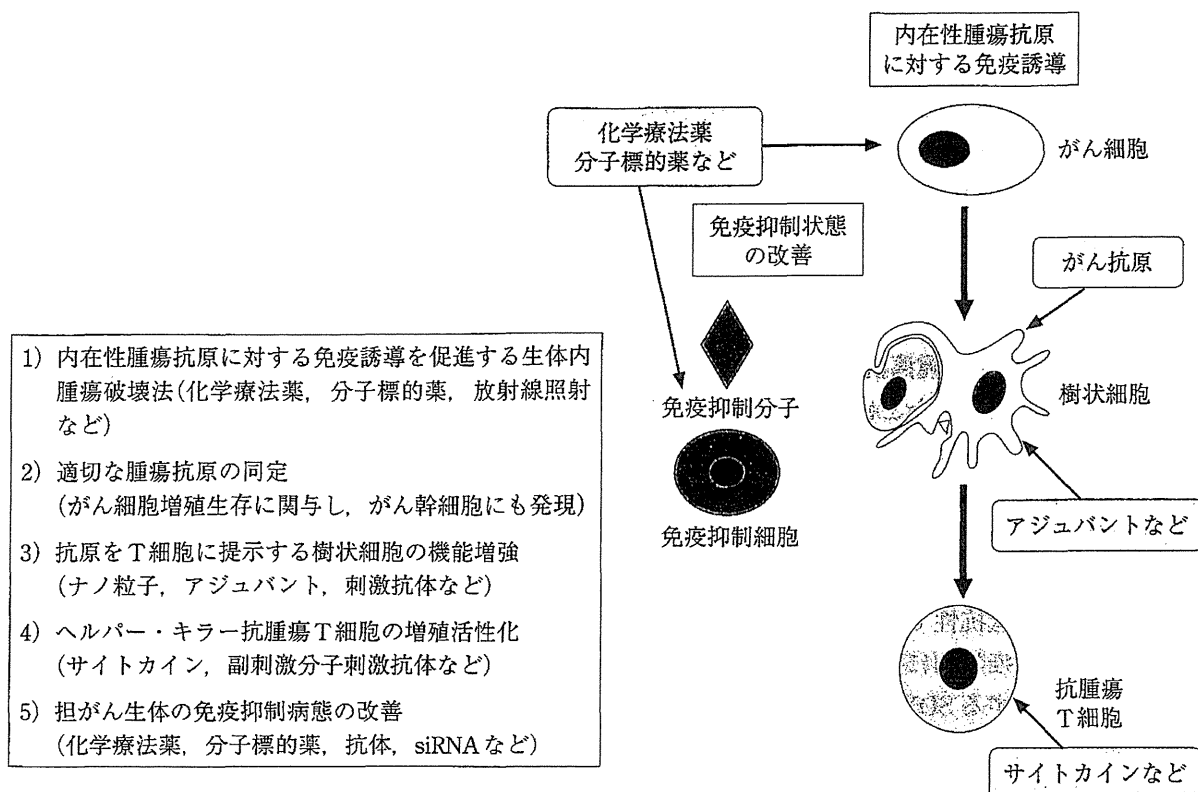 内在性腫瘍抗原
に対する免疫誘導
化学療法薬
分子標的薬など
がん細胞
免疫抑制状態
の改善
がん抗原
樹状細胞
免疫抑制分子
免疫抑制細胞
アジュバントなど
抗腫瘍
T細胞
サイトカインなど
1) 内在性腫瘍抗原に対する免疫誘導を促進する生体内
腫瘍破壊法(化学療法薬, 分子標的薬, 放射線照射
など)
2) 適切な腫瘍抗原の同定
(がん細胞増殖生存に関与し, がん幹細胞にも発現)
3) 抗原をT細胞に提示する樹状細胞の機能増強
(ナノ粒子, アジュバント, 刺激抗体など)
4) ヘルパー・キラー抗腫瘍T細胞の増殖活性化
(サイトカイン, 副刺激分子刺激抗体など)
5) 担がん生体の免疫抑制病態の改善
(化学療法薬, 分子標的薬, 抗体, siRNAなど)